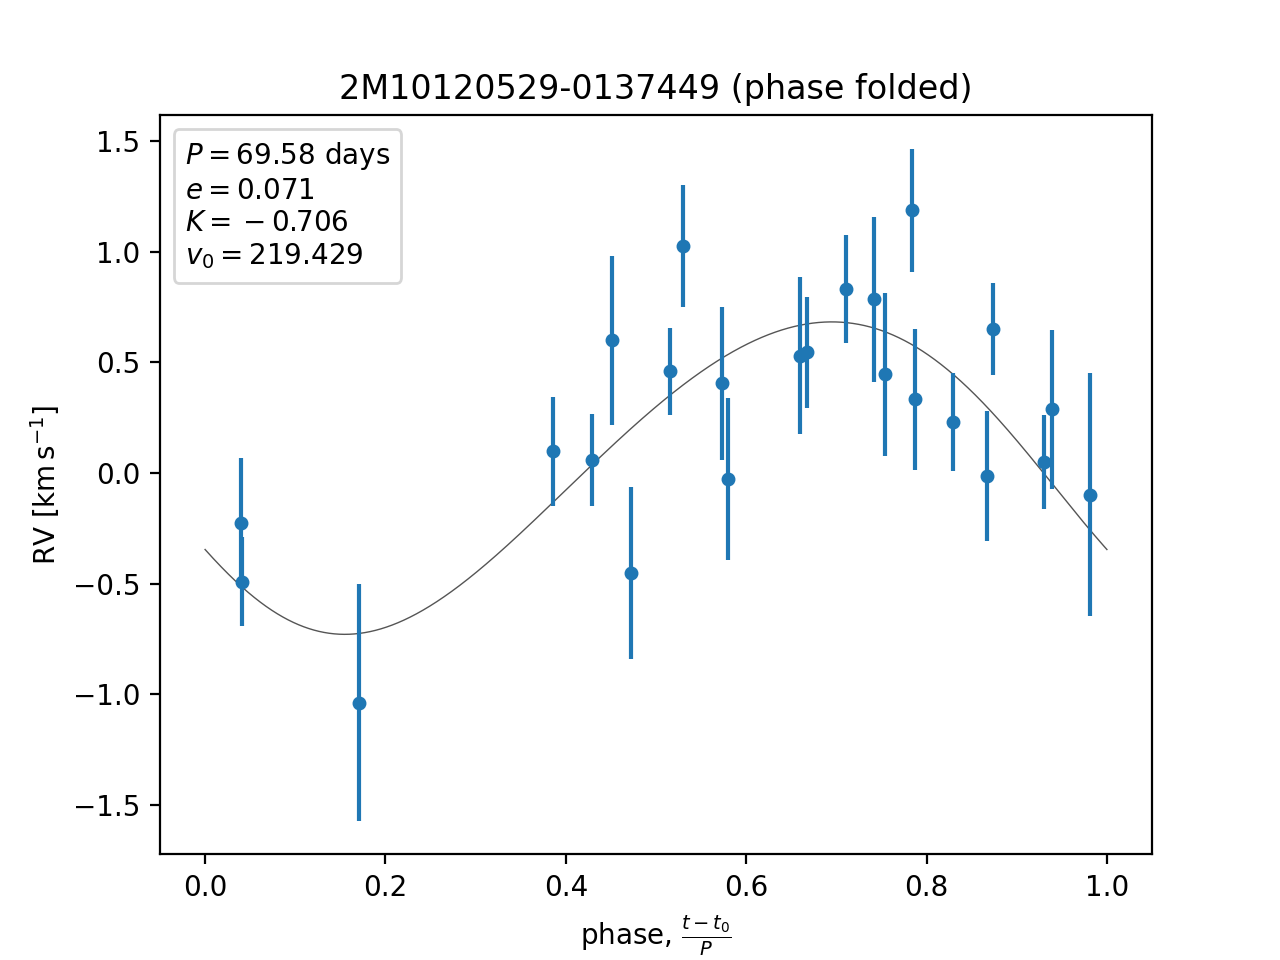 2M10120529-0137449 (phase folded)
P = 69.58 days
e = 0.071
K = −0.706
v₀ = 219.429
1.5
1.0
0.5
0.0
−0.5
−1.0
−1.5
RV [km s⁻¹]
0.0 0.2 0.4 0.6 0.8 1.0
phase, (t − t₀)/P